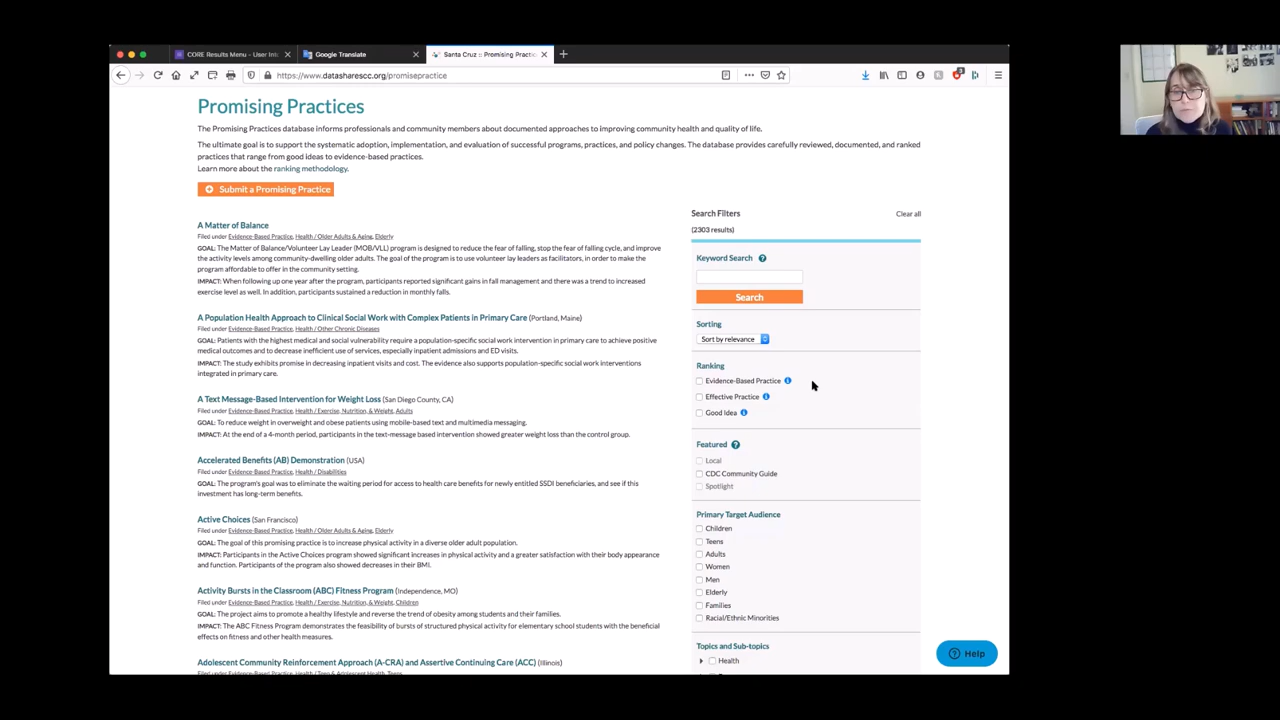 CORE Results Menu - User Int
Google Translate
Santa Cruz :: Promising Practi
https://www.datasharescc.org/promisepractice
Promising Practices
The Promising Practices database informs professionals and community members about documented approaches to improving community health and quality of life.
The ultimate goal is to support the systematic adoption, implementation, and evaluation of successful programs, practices, and policy changes. The database provides carefully reviewed, documented, and ranked
practices that range from good ideas to evidence-based practices.
Learn more about the ranking methodology.
Submit a Promising Practice
A Matter of Balance
Filed under Evidence-Based Practice, Health / Older Adults & Aging, Elderly
GOAL: The Matter of Balance/Volunteer Lay Leader (MOB/VLL) program is designed to reduce the fear of falling, stop the fear of falling cycle, and improve
the activity levels among community-dwelling older adults. The goal of the program is to use volunteer lay leaders as facilitators, in order to make the
program affordable to offer in the community setting.
IMPACT: When following up one year after the program, participants reported significant gains in fall management and there was a trend to increased
exercise level as well. In addition, participants sustained a reduction in monthly falls.
A Population Health Approach to Clinical Social Work with Complex Patients in Primary Care (Portland, Maine)
Filed under Evidence-Based Practice, Health / Other Chronic Diseases
GOAL: Patients with the highest medical and social vulnerability require a population-specific social work intervention in primary care to achieve positive
medical outcomes and to decrease inefficient use of services, especially inpatient admissions and ED visits.
IMPACT: The study exhibits promise in decreasing inpatient visits and cost. The evidence also supports population-specific social work interventions
integrated in primary care.
A Text Message-Based Intervention for Weight Loss (San Diego County, CA)
Filed under Evidence-Based Practice, Health / Exercise, Nutrition, & Weight, Adults
GOAL: To reduce weight in overweight and obese patients using mobile-based text and multimedia messaging.
IMPACT: At the end of a 4-month period, participants in the text-message based intervention showed greater weight loss than the control group.
Accelerated Benefits (AB) Demonstration (USA)
Filed under Evidence-Based Practice, Health / Disabilities
GOAL: The program's goal was to eliminate the waiting period for access to health care benefits for newly entitled SSDI beneficiaries, and see if this
investment has long-term benefits.
Active Choices (San Francisco)
Filed under Evidence-Based Practice, Health / Older Adults & Aging, Elderly
GOAL: The goal of this promising practice is to increase physical activity in a diverse older adult population.
IMPACT: Participants in the Active Choices program showed significant increases in physical activity and a greater satisfaction with their body appearance
and function. Participants of the program also showed decreases in their BMI.
Activity Bursts in the Classroom (ABC) Fitness Program (Independence, MO)
Filed under Evidence-Based Practice, Health / Exercise, Nutrition, & Weight, Children
GOAL: The project aims to promote a healthy lifestyle and reverse the trend of obesity among students and their families.
IMPACT: The ABC Fitness Program demonstrates the feasibility of bursts of structured physical activity for elementary school students with the beneficial
effects on fitness and other health measures.
Adolescent Community Reinforcement Approach (A-CRA) and Assertive Continuing Care (ACC) (Illinois)
Filed under Evidence-Based Practice, Health / Teen & Adolescent Health, Teens
Search Filters
Clear all
(2303 results)
Keyword Search
Search
Sorting
Sort by relevance
Ranking
Evidence-Based Practice
Effective Practice
Good Idea
Featured
Local
CDC Community Guide
Spotlight
Primary Target Audience
Children
Teens
Adults
Women
Men
Elderly
Families
Racial/Ethnic Minorities
Topics and Sub-topics
Health
Help